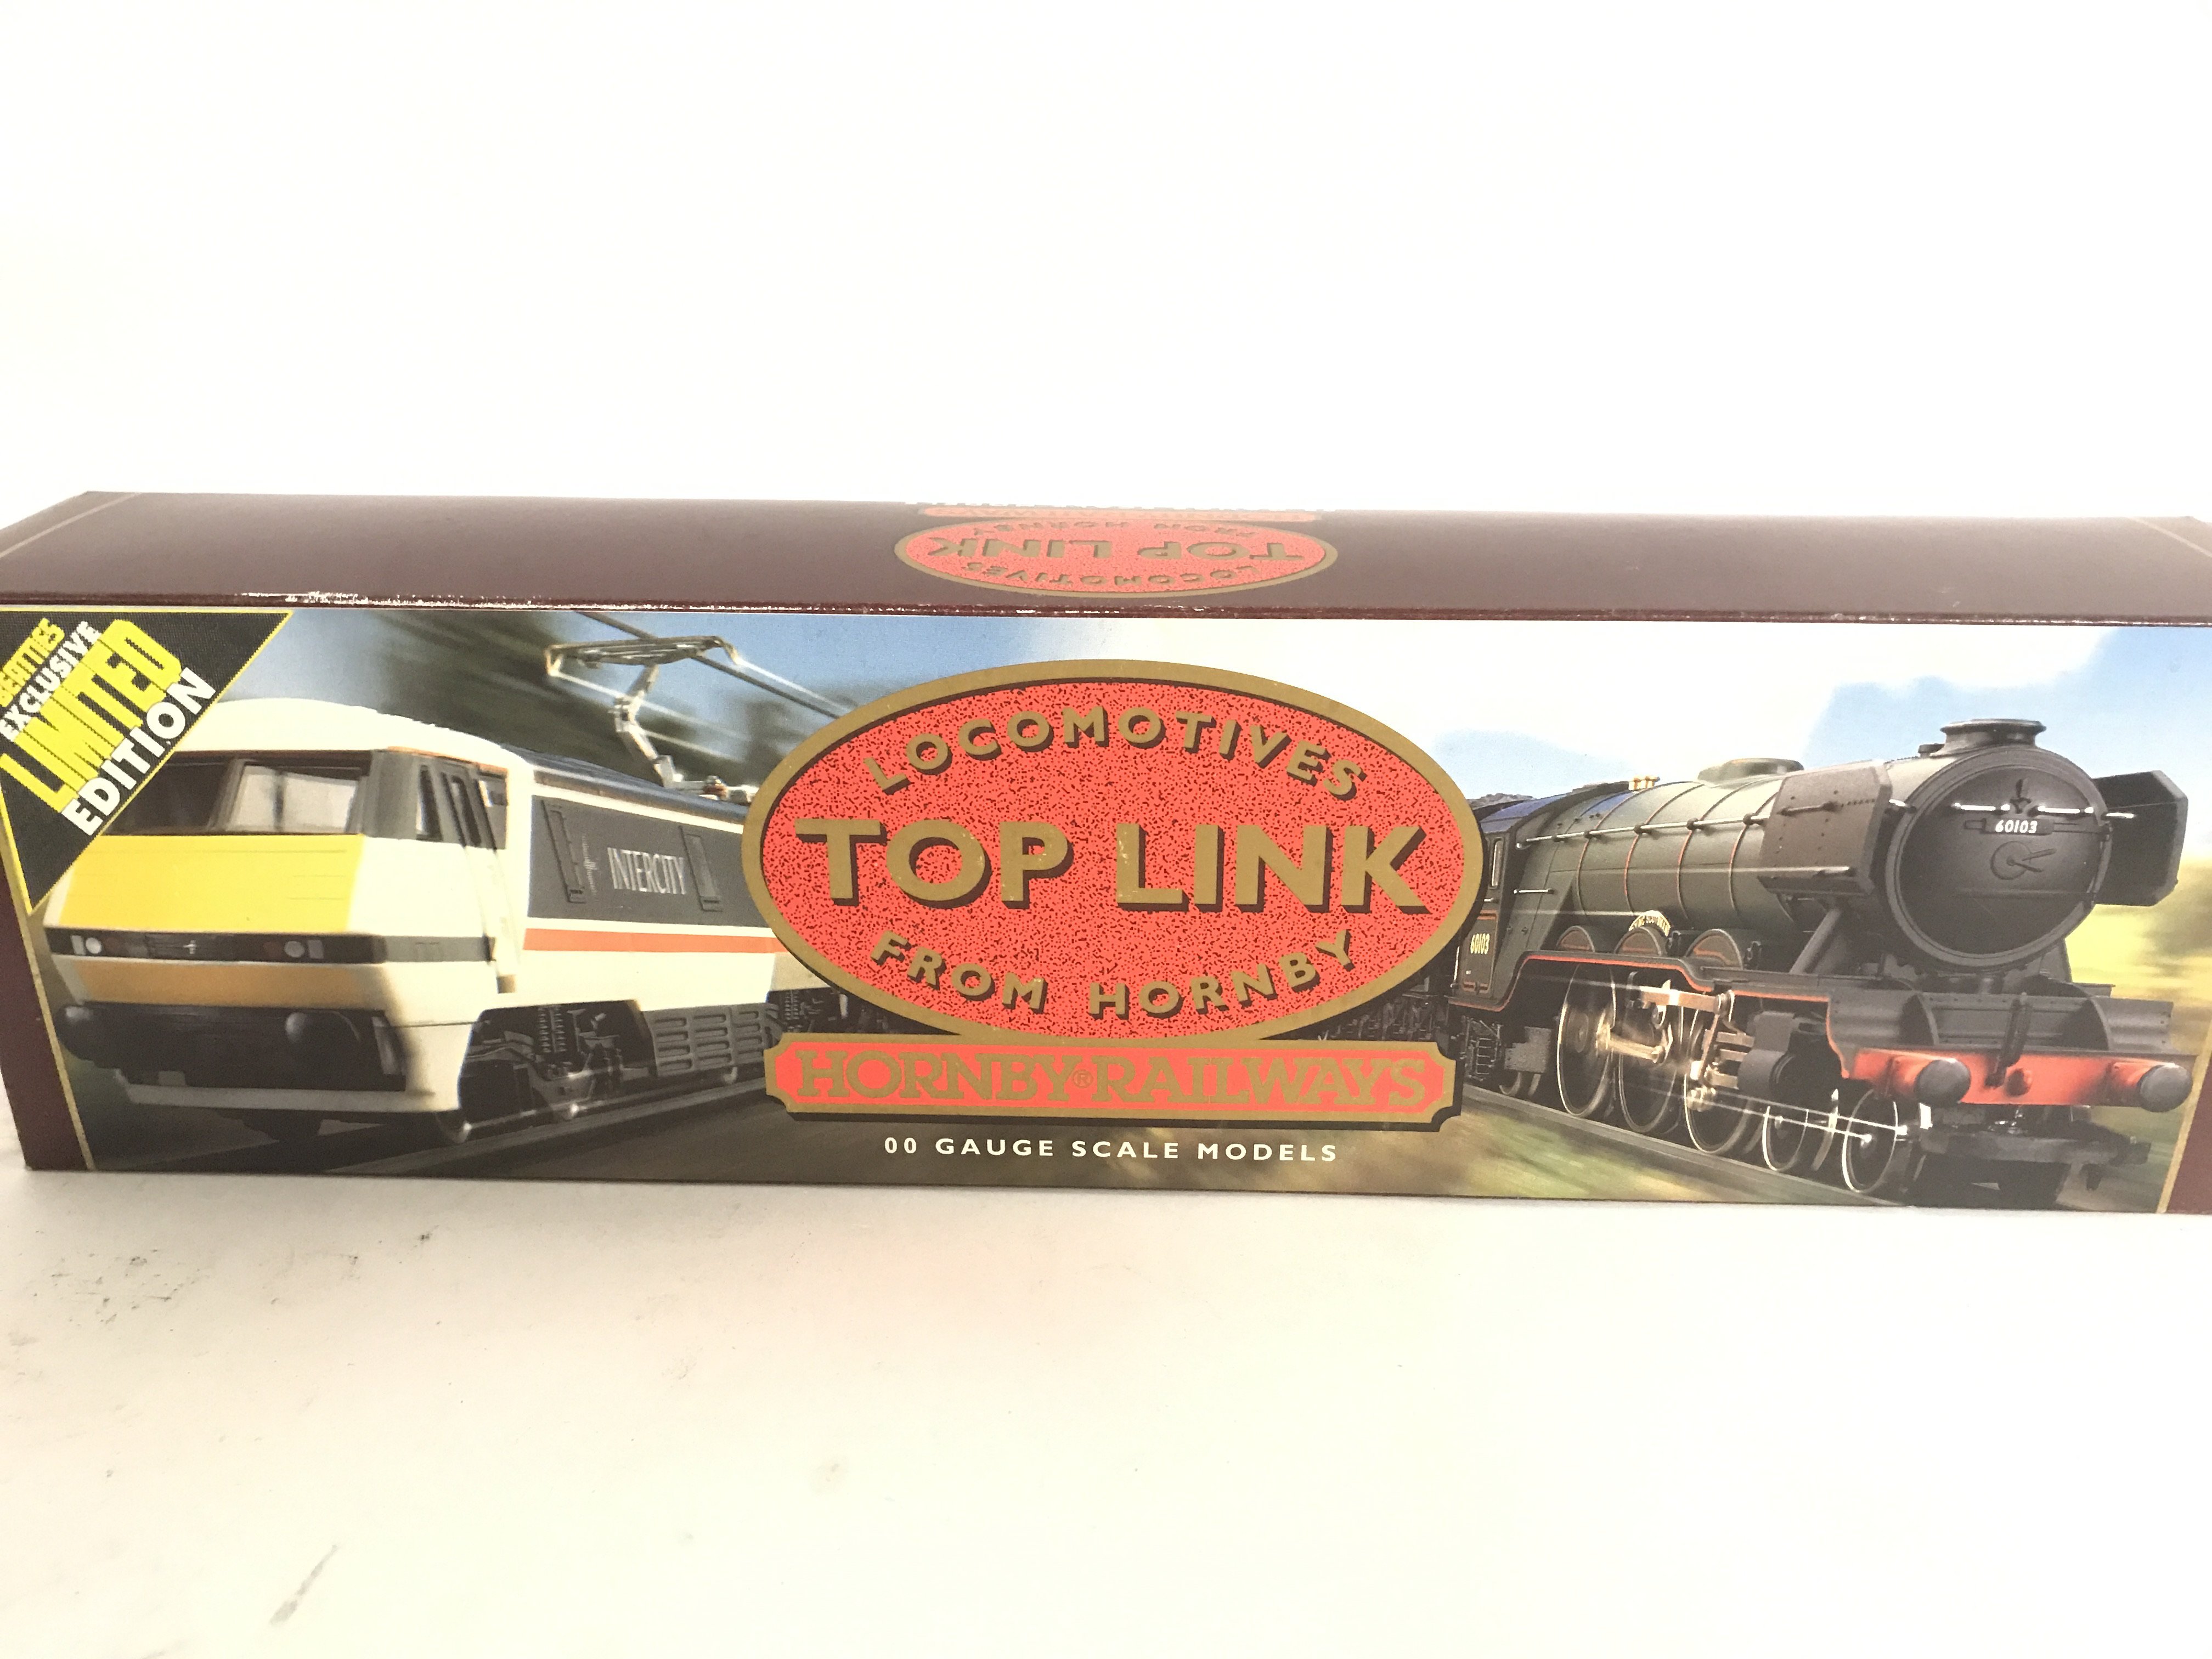 LOCOMOTIVES
TOP LINK
FROM HORNBY
BEATTIES
EXCLUSIVE
LIMITED
EDITION
LOCOMOTIVES
TOP LINK
FROM HORNBY
HORNBY® RAILWAYS
00 GAUGE SCALE MODELS
INTERCITY
60103
60103